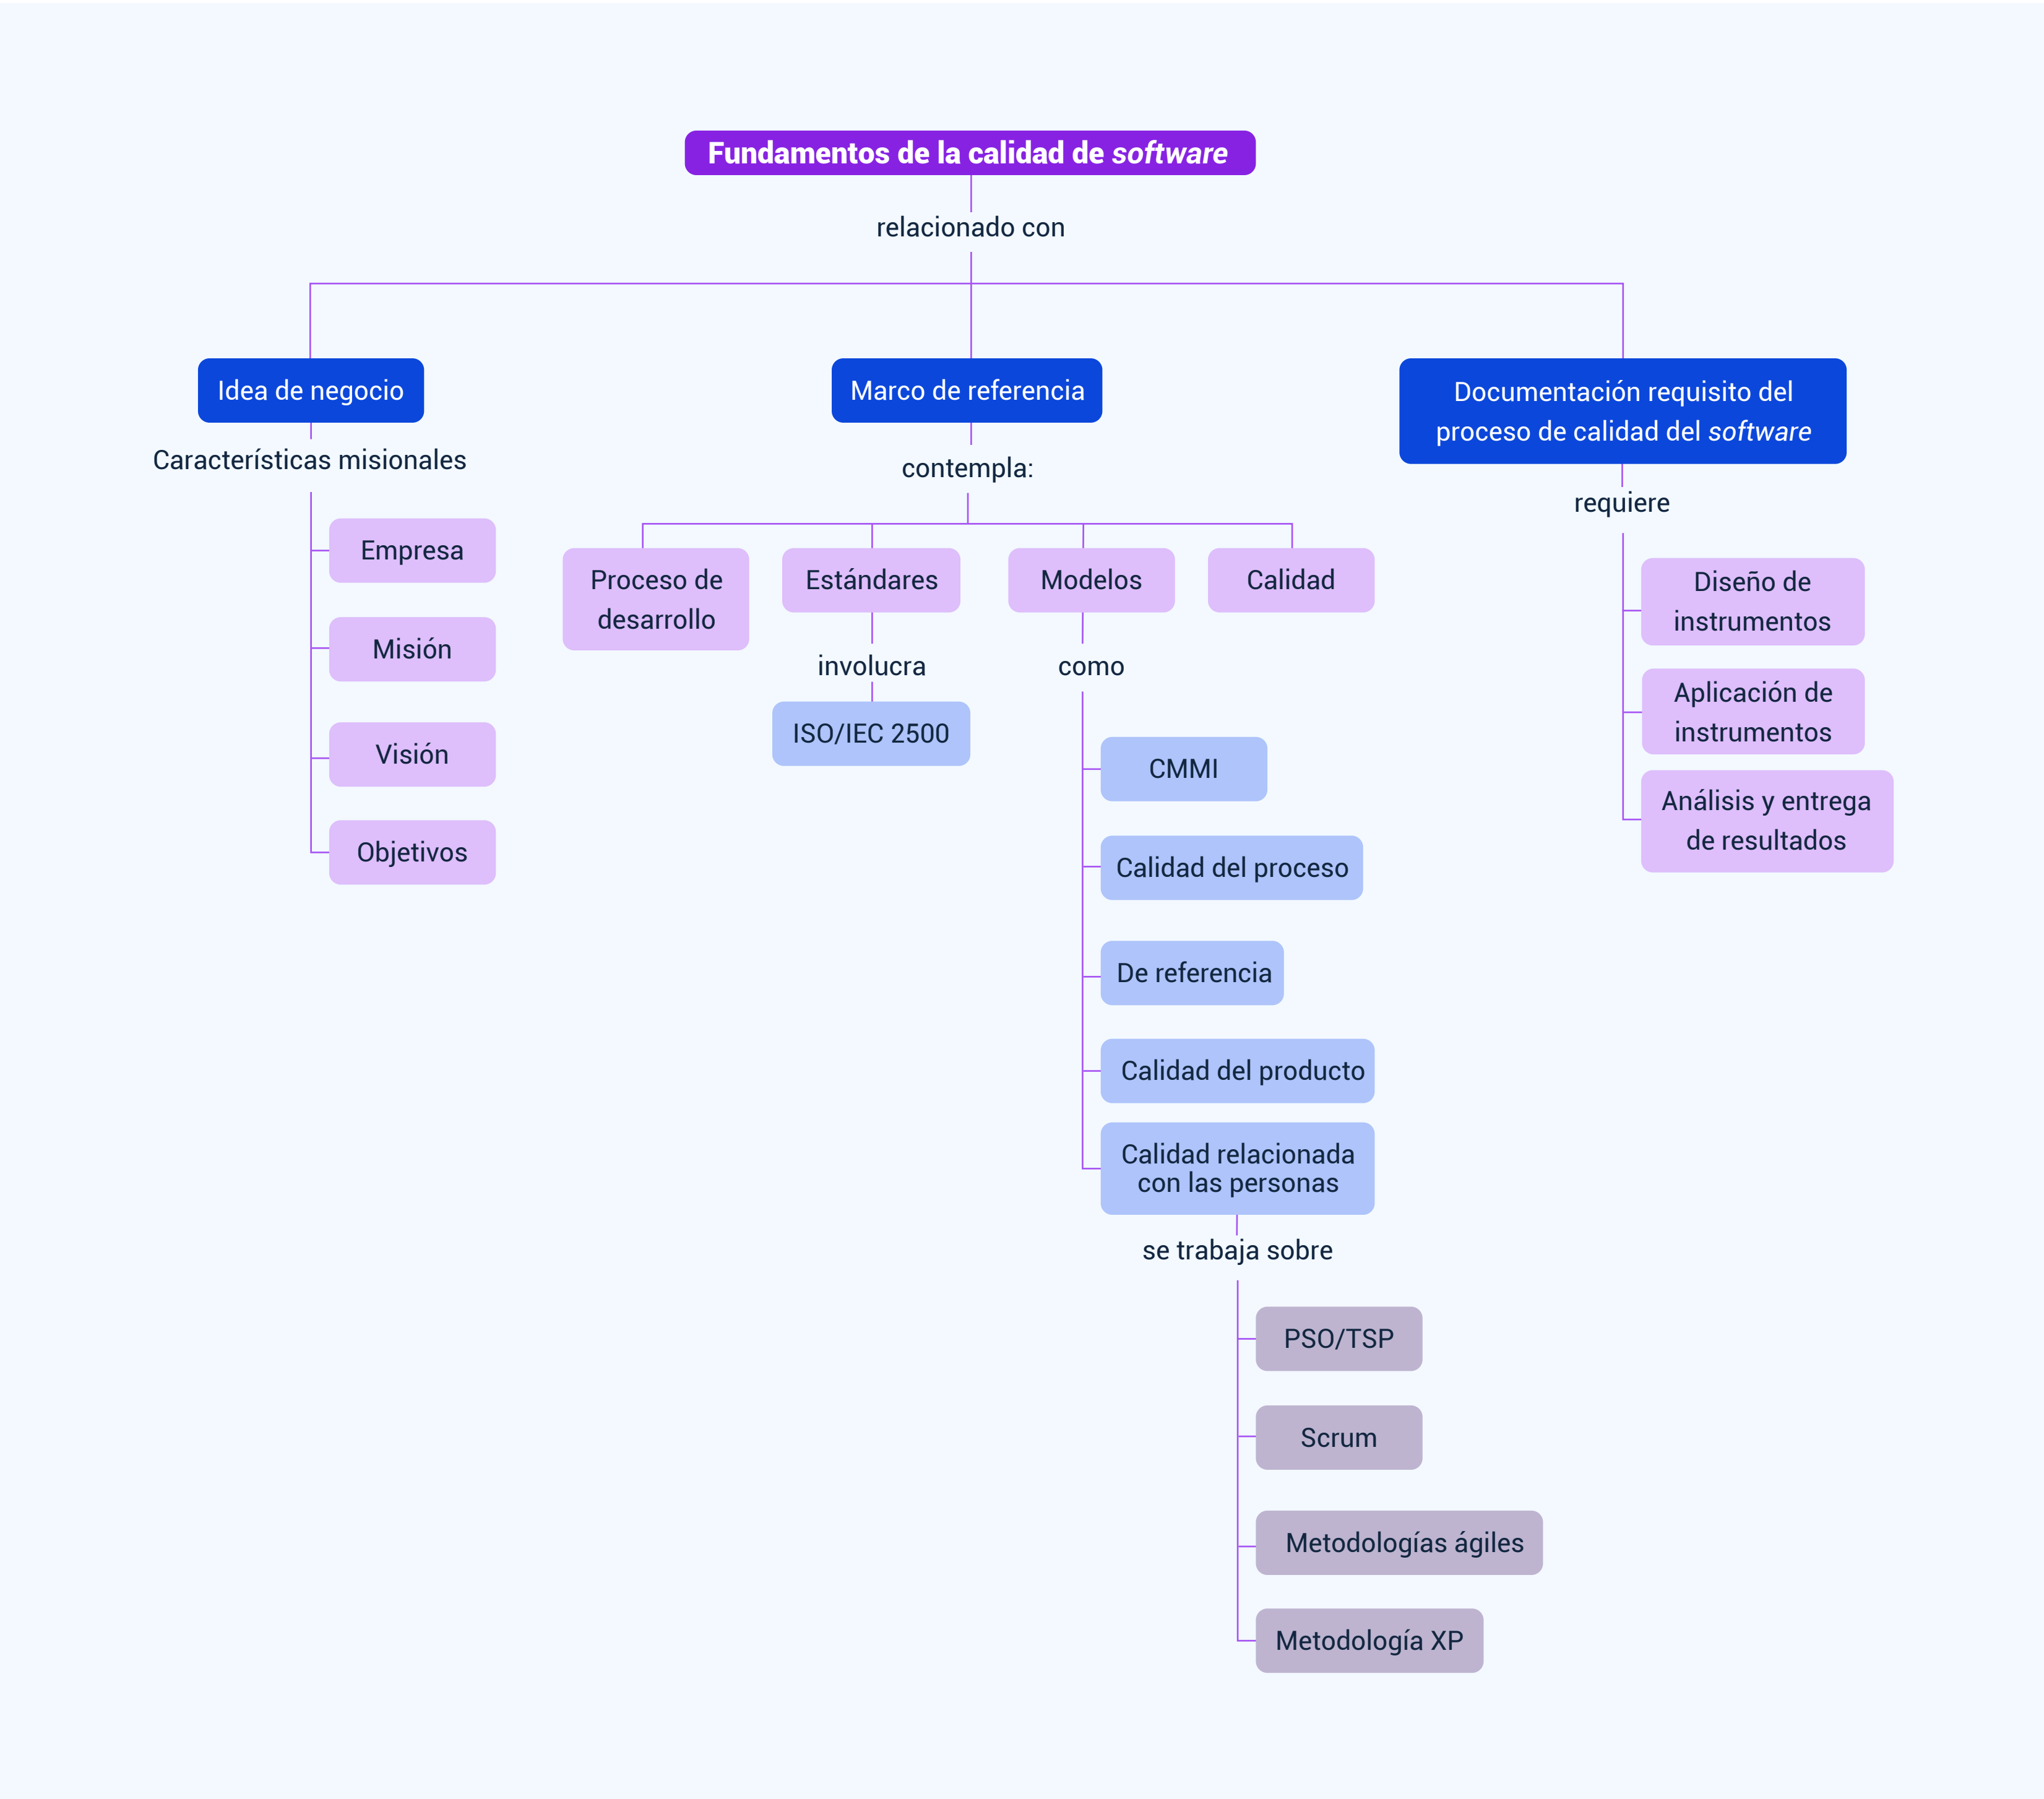 Fundamentos de la calidad de software
relacionado con
Idea de negocio
Características misionales
Empresa
Misión
Visión
Objetivos
Marco de referencia
contempla:
Proceso de
desarrollo
Estándares
involucra
ISO/IEC 2500
Modelos
como
CMMI
Calidad del proceso
De referencia
Calidad del producto
Calidad relacionada
con las personas
se trabaja sobre
PSO/TSP
Scrum
Metodologías ágiles
Metodología XP
Calidad
Documentación requisito del
proceso de calidad del software
requiere
Diseño de
instrumentos
Aplicación de
instrumentos
Análisis y entrega
de resultados